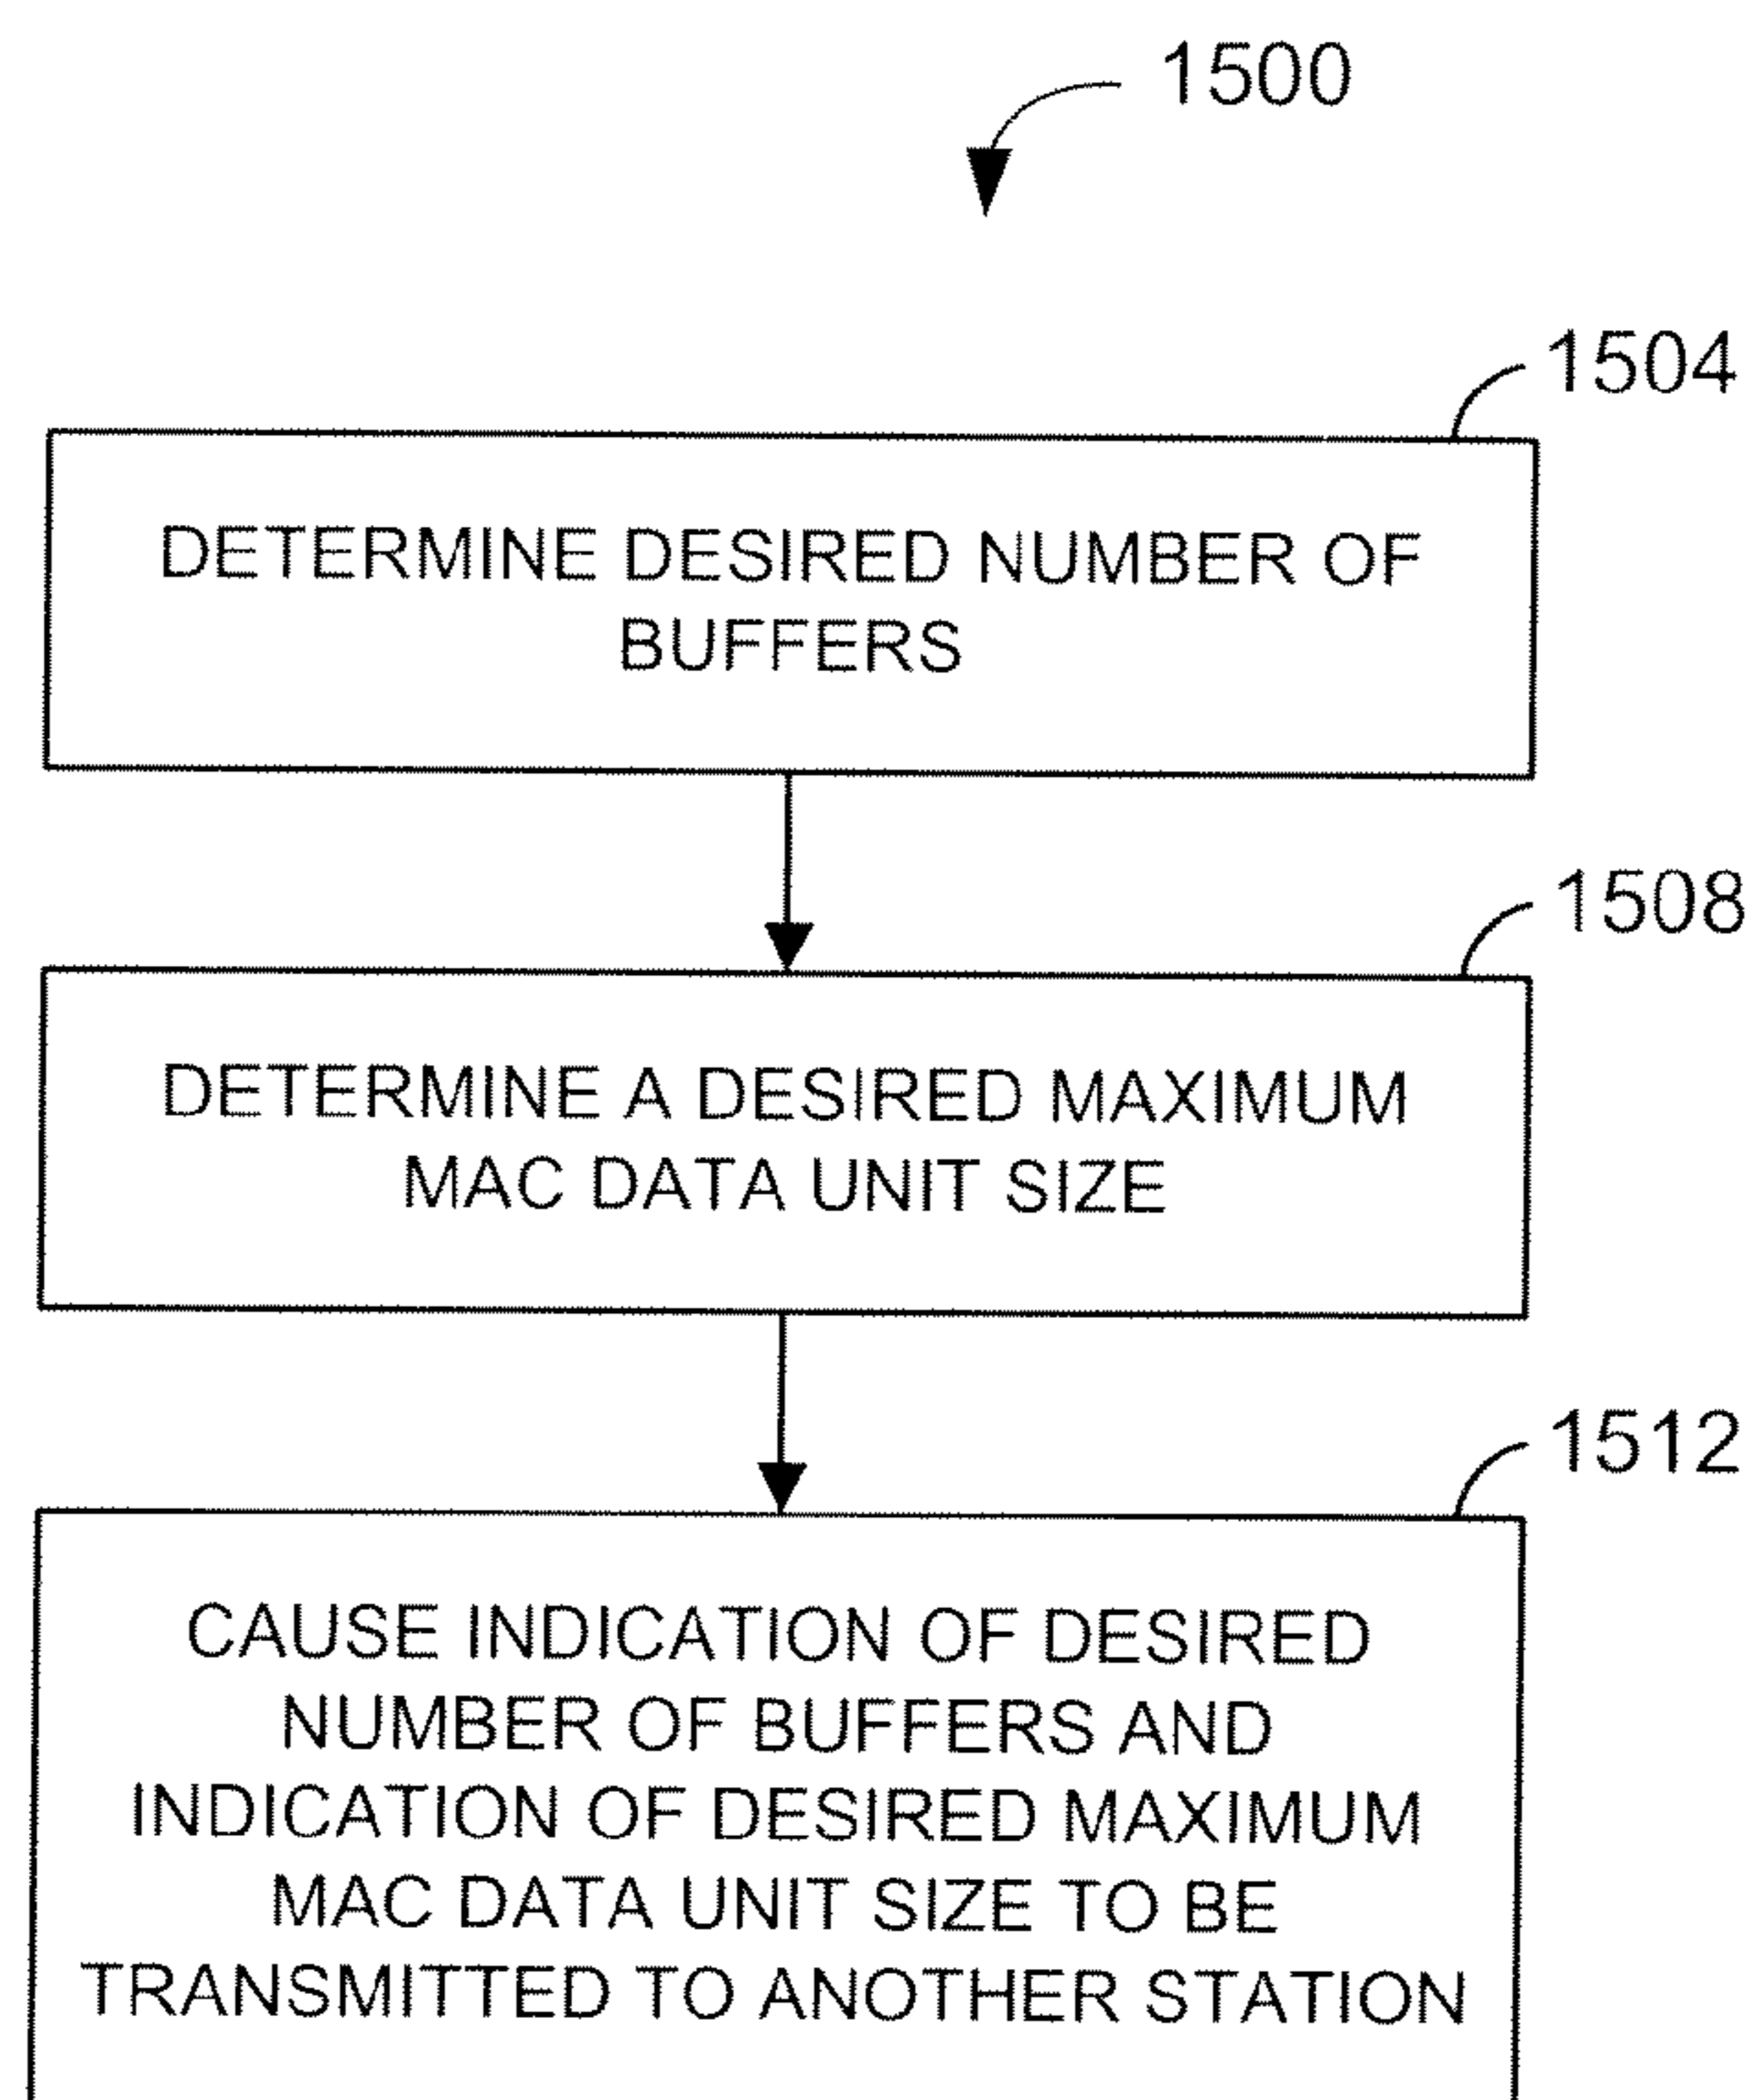 1500
1504
DETERMINE DESIRED NUMBER OF
BUFFERS
1508
DETERMINE A DESIRED MAXIMUM
MAC DATA UNIT SIZE
1512
CAUSE INDICATION OF DESIRED
NUMBER OF BUFFERS AND
INDICATION OF DESIRED MAXIMUM
MAC DATA UNIT SIZE TO BE
TRANSMITTED TO ANOTHER STATION